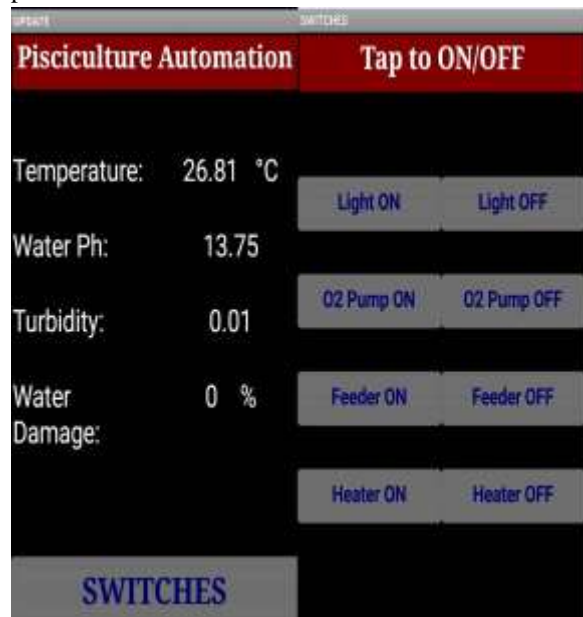 UPDATE
Pisciculture Automation
Temperature: 26.81 °C
Water Ph: 13.75
Turbidity: 0.01
Water 0 %
Damage:
SWITCHES
SWITCHES
Tap to ON/OFF
Light ON Light OFF
O2 Pump ON O2 Pump OFF
Feeder ON Feeder OFF
Heater ON Heater OFF